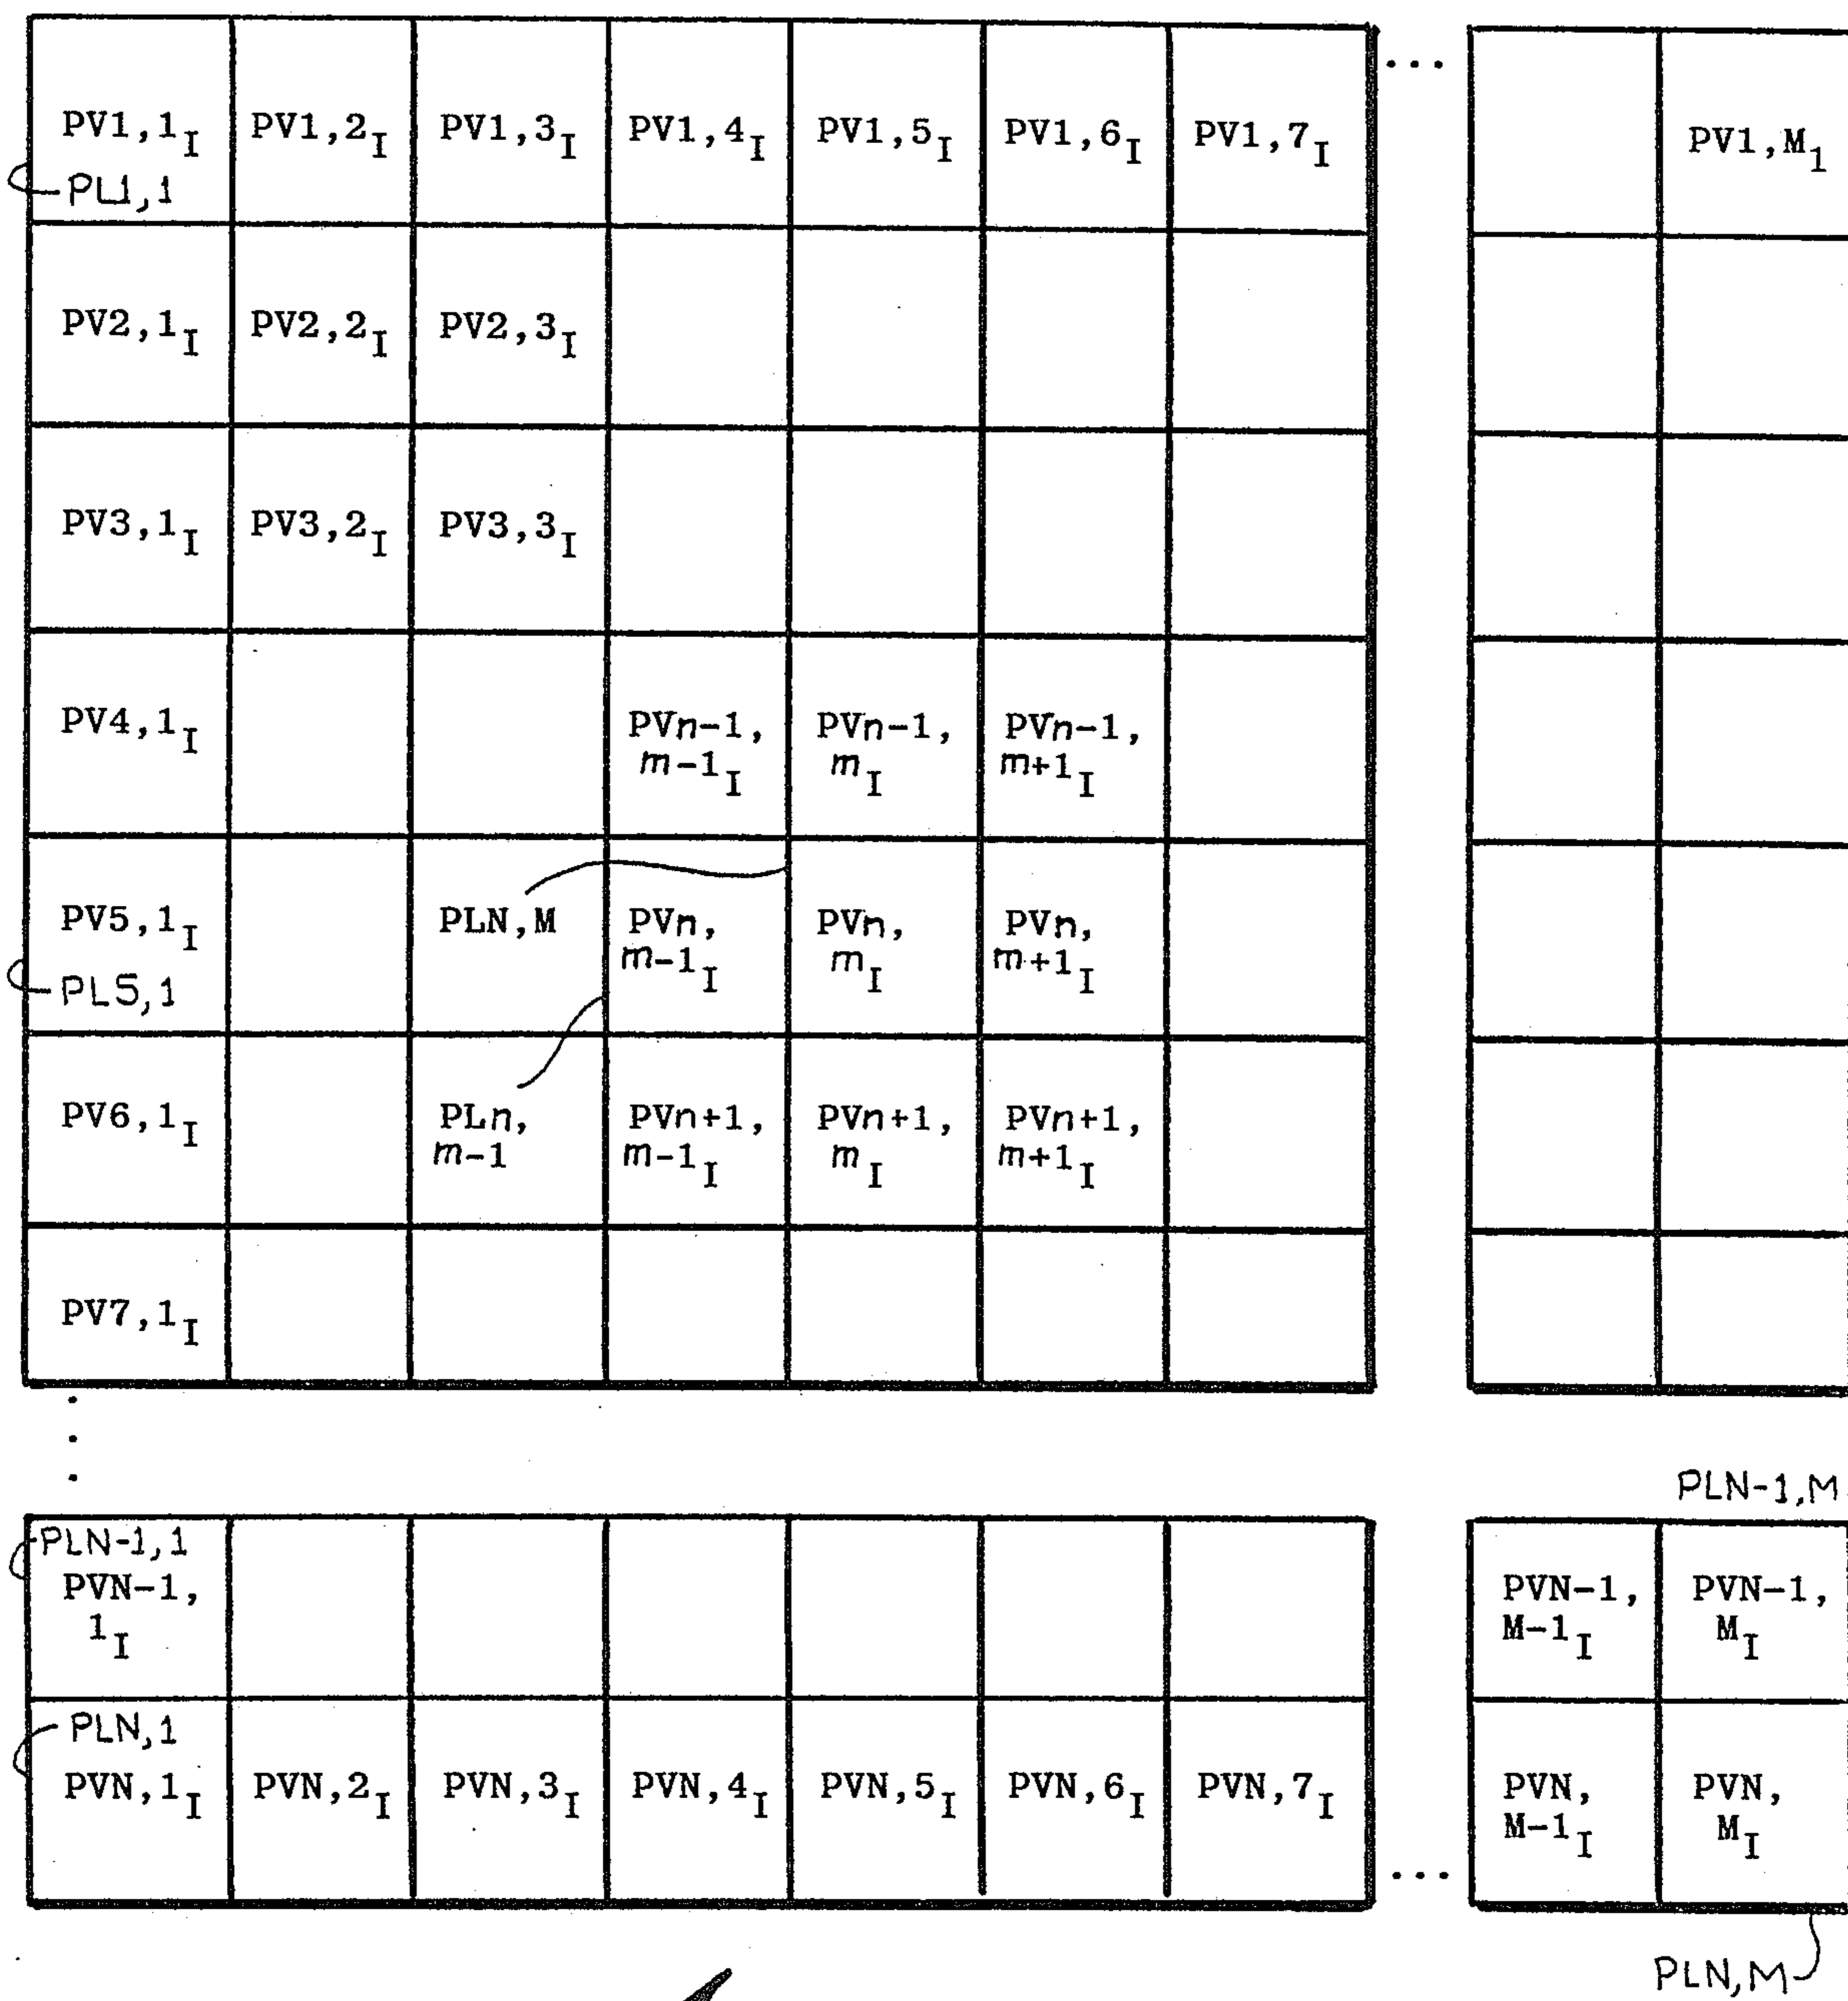 PV1,1I PV1,2I PV1,3I PV1,4I PV1,5I PV1,6I PV1,7I ... PV1,M1
PL1,1
PV2,1I PV2,2I PV2,3I
PV3,1I PV3,2I PV3,3I
PV4,1I PVn-1, PVn-1, PVn-1,
m-1I mI m+1I
PV5,1I PLN,M PVn, PVn, PVn,
m-1I mI m+1I
PL5,1
PV6,1I PLn, PVn+1, PVn+1, PVn+1,
m-1 m-1I mI m+1I
PV7,1I
PLN-1,M
PLN-1,1
PVN-1, PVN-1, PVN-1,
1I M-1I MI
PLN,1
PVN,1I PVN,2I PVN,3I PVN,4I PVN,5I PVN,6I PVN,7I ... PVN, PVN,
M-1I MI
PLN,M